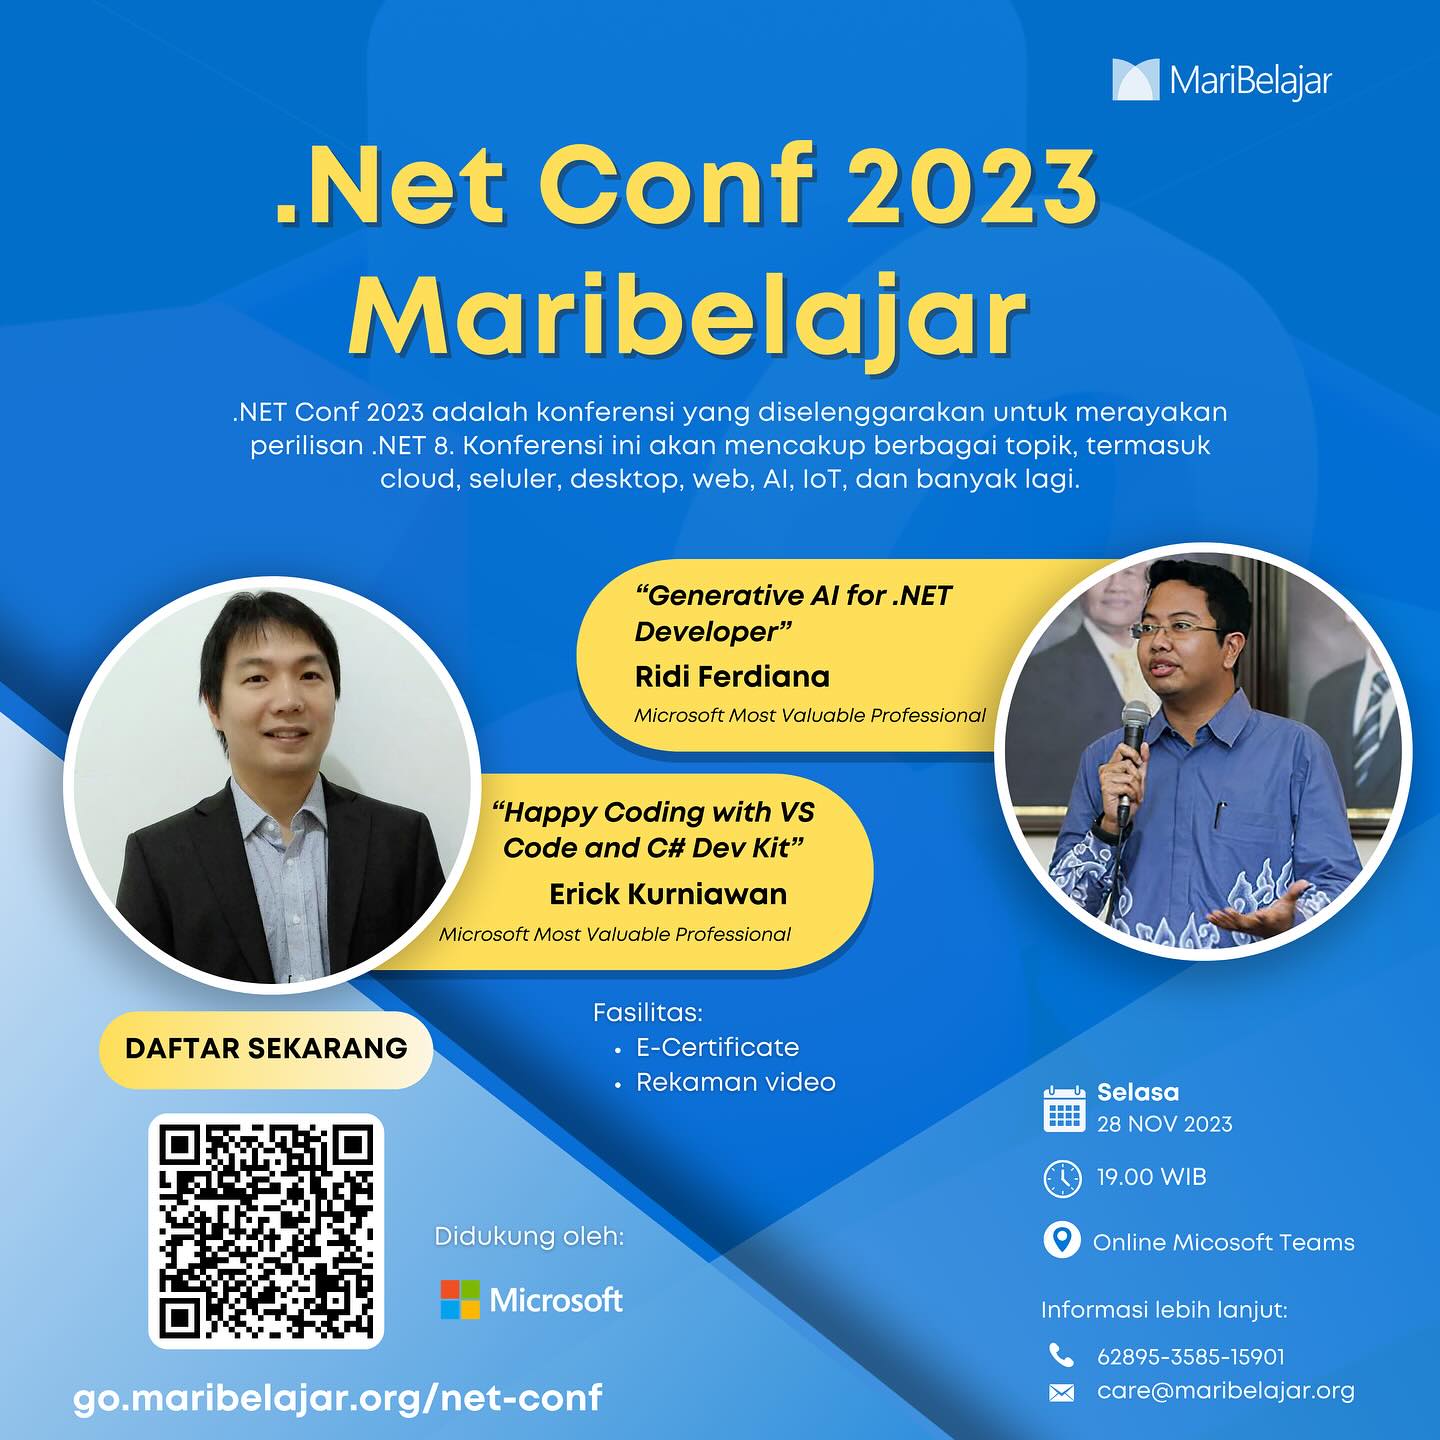 MariBelajar
.Net Conf 2023
Maribelajar
.NET Conf 2023 adalah konferensi yang diselenggarakan untuk merayakan
perilisan .NET 8. Konferensi ini akan mencakup berbagai topik, termasuk
cloud, seluler, desktop, web, AI, IoT, dan banyak lagi.
“Generative AI for .NET
Developer”
Ridi Ferdiana
Microsoft Most Valuable Professional
“Happy Coding with VS
Code and C# Dev Kit”
Erick Kurniawan
Microsoft Most Valuable Professional
Fasilitas:
• E-Certificate
• Rekaman video
DAFTAR SEKARANG
Didukung oleh:
Microsoft
go.maribelajar.org/net-conf
Selasa
28 NOV 2023
19.00 WIB
Online Micosoft Teams
Informasi lebih lanjut:
62895-3585-15901
care@maribelajar.org